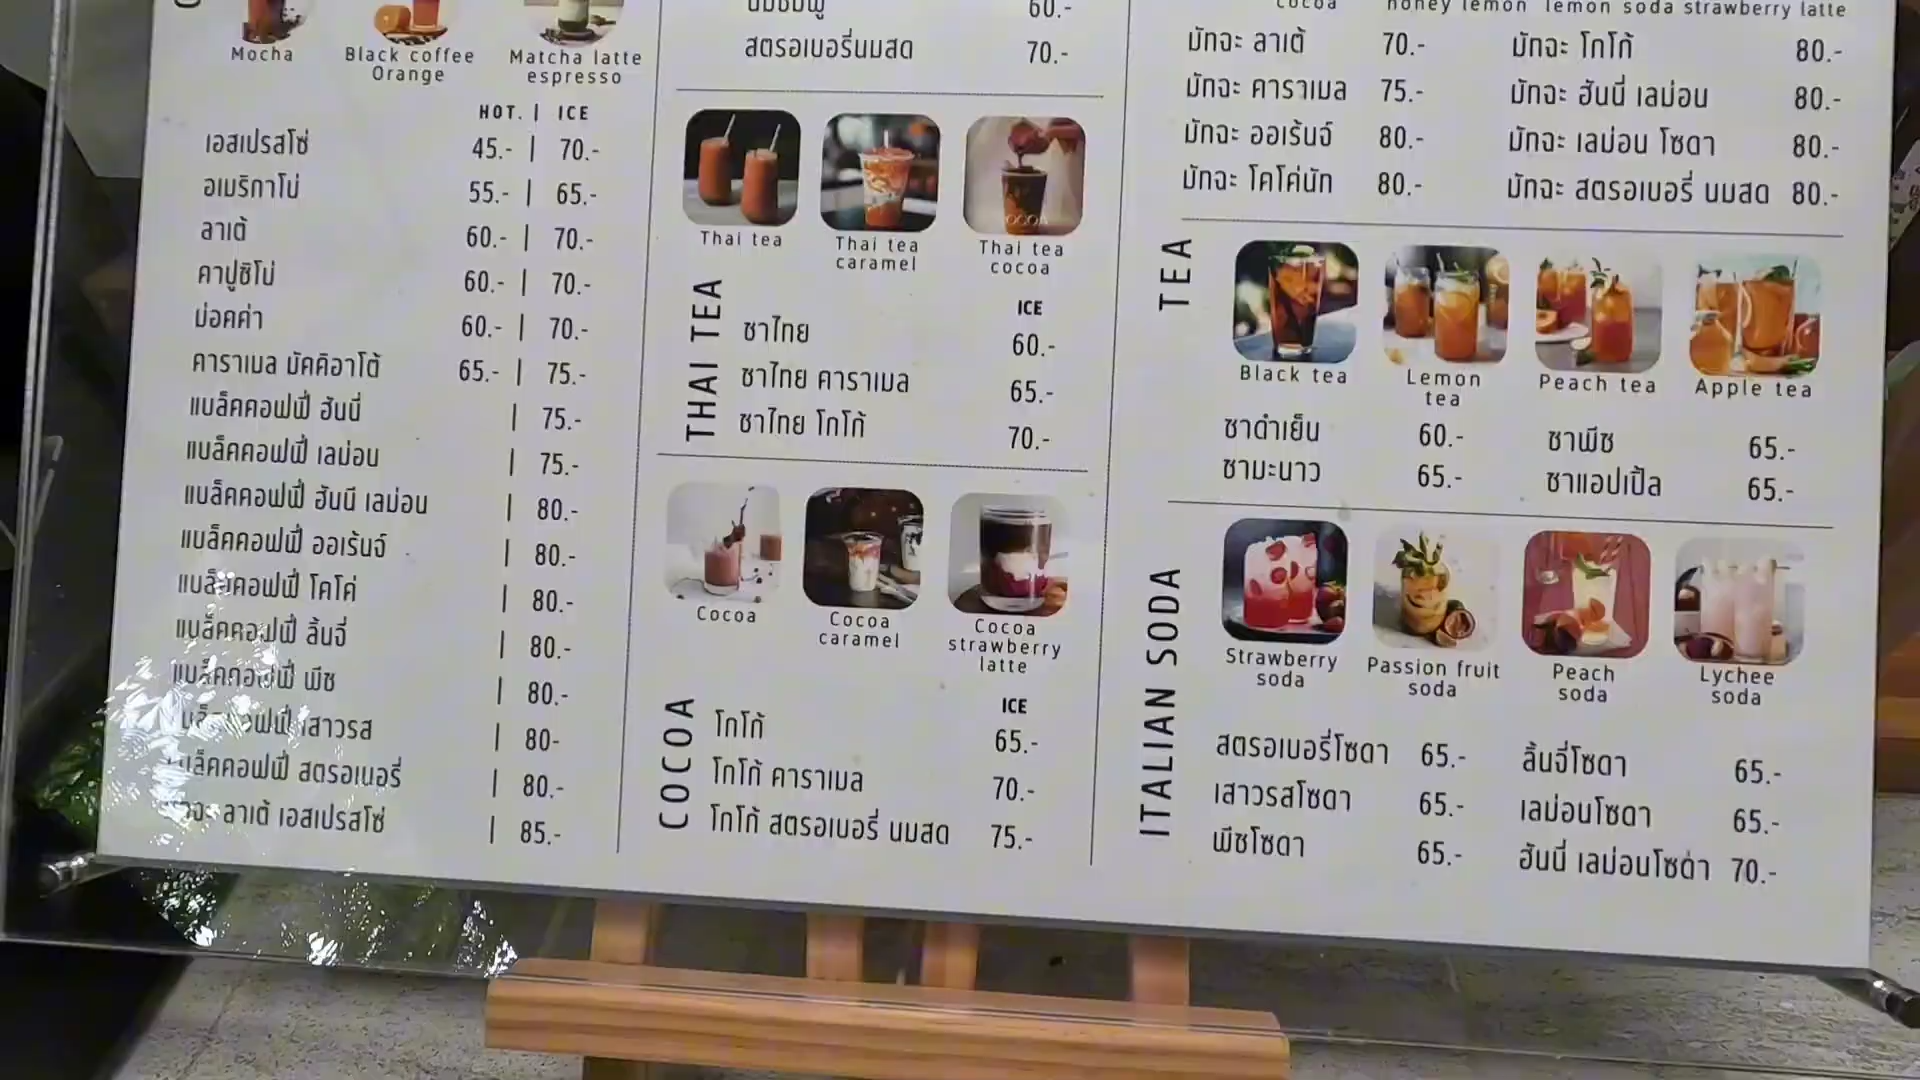 Mocha
Black coffee
Orange
Matcha latte
espresso
HOT. | ICE
เอสเปรสโซ่ 45.- | 70.-
อเมริกาโน่ 55.- | 65.-
ลาเต้ 60.- | 70.-
คาปูชิโน่ 60.- | 70.-
ม่อคค่า 60.- | 70.-
คาราเมล มัคคิอาโต้ 65.- | 75.-
แบล็คคอฟฟี่ ฮันนี่ | 75.-
แบล็คคอฟฟี่ เลม่อน | 75.-
แบล็คคอฟฟี่ ฮันนี เลม่อน | 80.-
แบล็คคอฟฟี่ ออเร้นจ์ | 80.-
แบล็คคอฟฟี่ โคโค่ | 80.-
แบล็คคอฟฟี่ ลิ้นจี่ | 80.-
แบล็คคอฟฟี่ พีช | 80.-
แบล็คคอฟฟี่ เสาวรส | 80-
แบล็คคอฟฟี่ สตรอเบอรี่ | 80.-
ลาเต้ เอสเปรสโซ่ | 85.-
นมชมพู 60.-
สตรอเบอรี่นมสด 70.-
Thai tea
Thai tea
caramel
Thai tea
cocoa
THAI TEA
ICE
ชาไทย 60.-
ชาไทย คาราเมล 65.-
ชาไทย โกโก้ 70.-
Cocoa
Cocoa
caramel
Cocoa
strawberry
latte
COCOA
ICE
โกโก้ 65.-
โกโก้ คาราเมล 70.-
โกโก้ สตรอเบอรี่ นมสด 75.-
cocoa honey lemon lemon soda strawberry latte
มัทฉะ ลาเต้ 70.- มัทฉะ โกโก้ 80.-
มัทฉะ คาราเมล 75.- มัทฉะ ฮันนี่ เลม่อน 80.-
มัทฉะ ออเร้นจ์ 80.- มัทฉะ เลม่อน โซดา 80.-
มัทฉะ โคโค่นัท 80.- มัทฉะ สตรอเบอรี่ นมสด 80.-
TEA
Black tea
Lemon
tea
Peach tea
Apple tea
ชาดำเย็น 60.- ชาพีช 65.-
ชามะนาว 65.- ชาแอปเปิ้ล 65.-
ITALIAN SODA
Strawberry
soda
Passion fruit
soda
Peach
soda
Lychee
soda
สตรอเบอรี่โซดา 65.- ลิ้นจี่โซดา 65.-
เสาวรสโซดา 65.- เลม่อนโซดา 65.-
พีชโซดา 65.- ฮันนี่ เลม่อนโซด่า 70.-